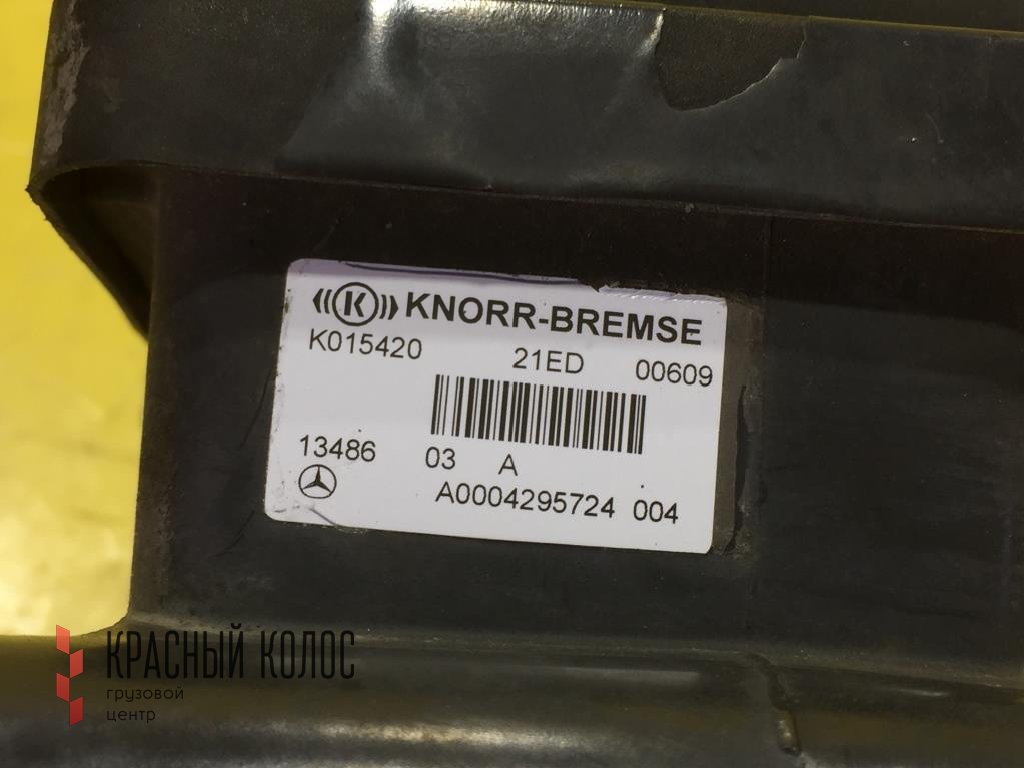 K KNORR-BREMSE
K015420 21ED 00609
13486 03 A
A0004295724 004
КРАСНЫЙ КОЛОС
грузовой
центр